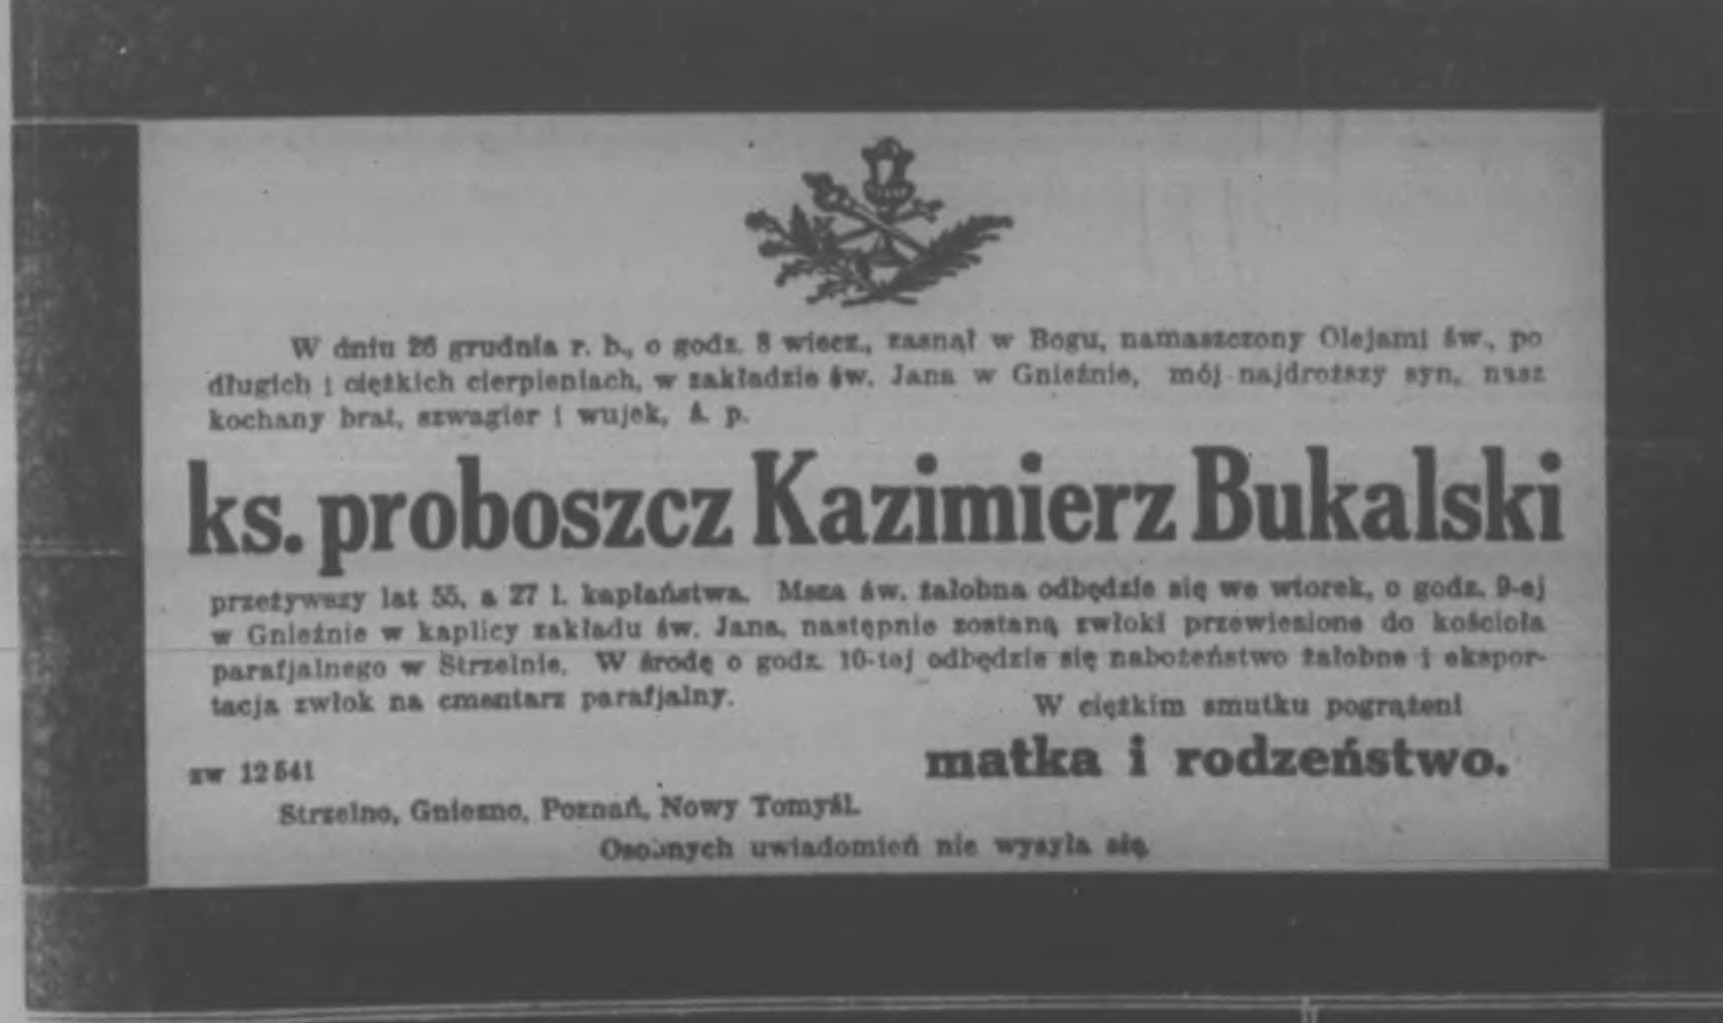 W dniu 26 grudnia r. b., o godz. 8 wiecz., zasnął w Bogu, namaszczony Olejami św., po
długich i ciężkich cierpieniach, w zakładzie św. Jana w Gnieźnie, mój najdroższy syn, nasz
kochany brat, szwagier i wujek, ś. p.
ks. proboszcz Kazimierz Bukalski
przeżywszy lat 55, a 27 l. kapłaństwa. Msza św. żałobna odbędzie się we wtorek, o godz. 9-ej
w Gnieźnie w kaplicy zakładu św. Jana, następnie zostaną zwłoki przewiezione do kościoła
parafjalnego w Strzelnie. W środę o godz. 10-tej odbędzie się nabożeństwo żałobne i ekspor-
tacja zwłok na cmentarz parafjalny.
W ciężkim smutku pogrążeni
matka i rodzeństwo.
zw 12541
Strzelno, Gniezno, Poznań, Nowy Tomyśl.
Osobnych uwiadomień nie wysyła się.